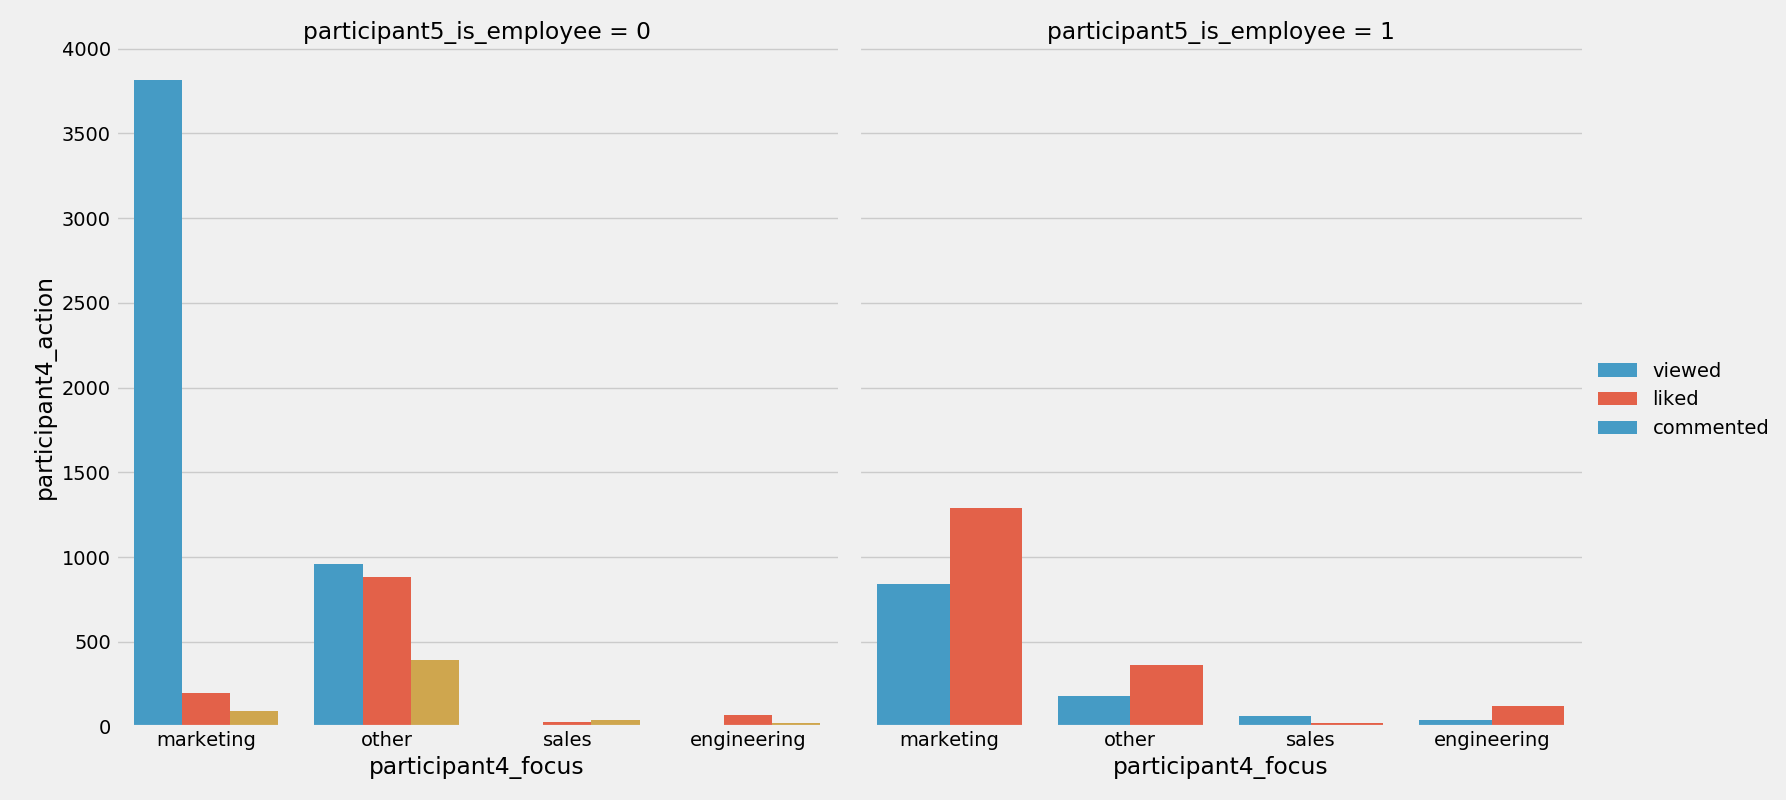 participant5_is_employee = 0
participant5_is_employee = 1
4000
3500
3000
2500
2000
1500
1000
500
0
participant4_action
marketing other sales engineering
marketing other sales engineering
participant4_focus
participant4_focus
viewed
liked
commented